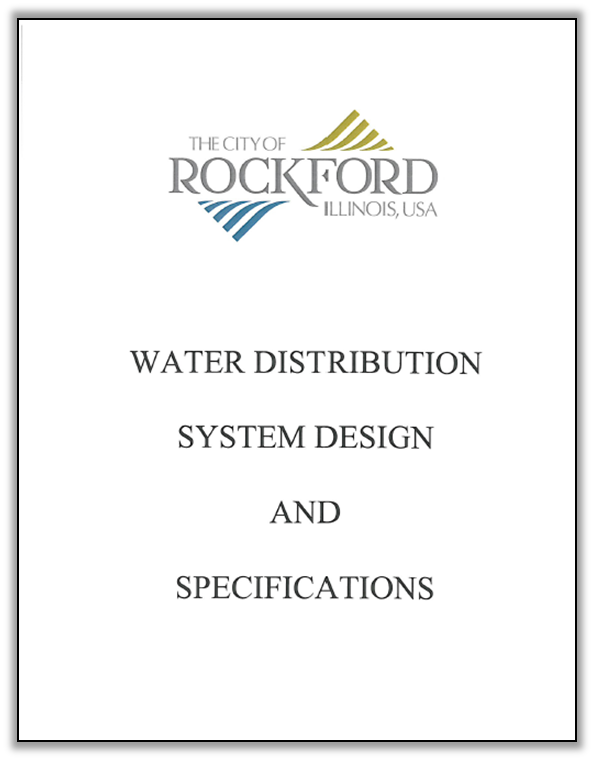 THE CITY OF
ROCKFORD
ILLINOIS, USA
WATER DISTRIBUTION
SYSTEM DESIGN
AND
SPECIFICATIONS